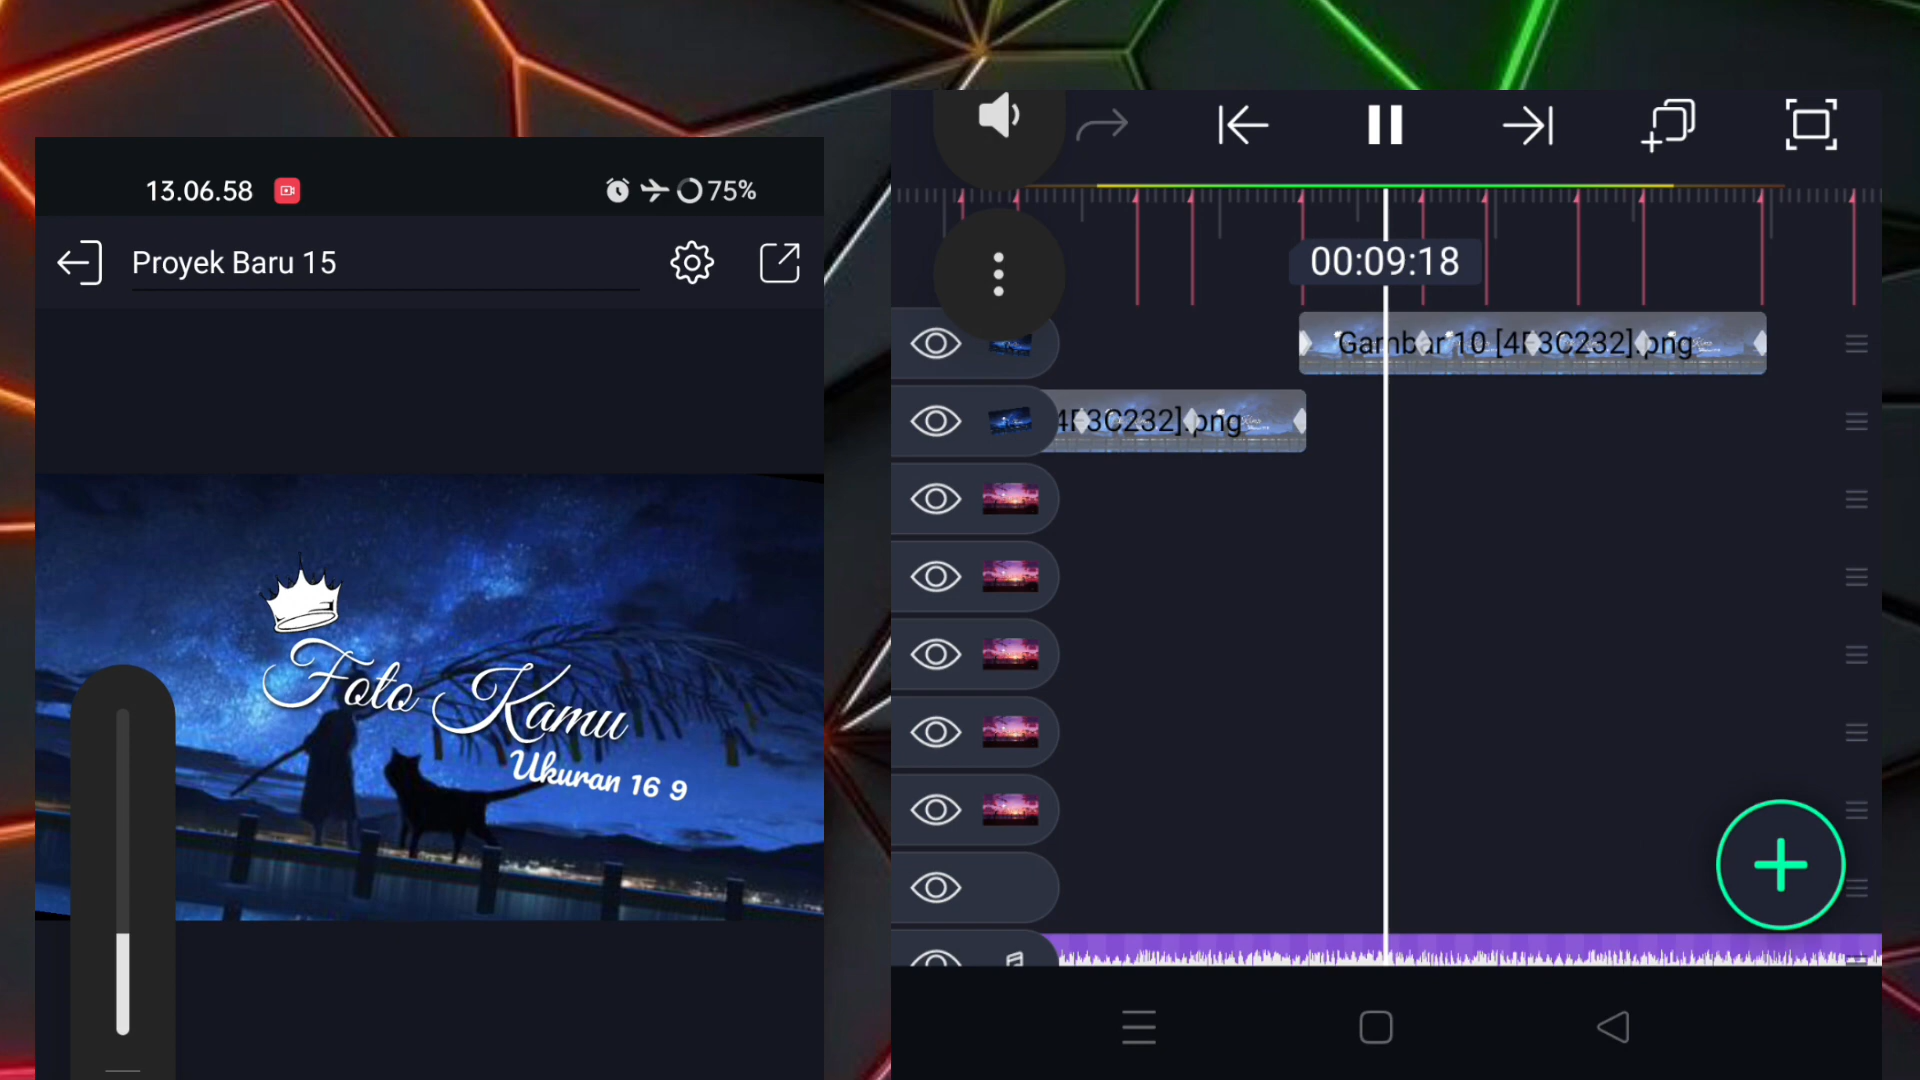 13.06.58
75%
Proyek Baru 15
Foto Kamu
Ukuran 16 9
00:09:18
Gambar 10 [4F3C232].png
4F3C232].png